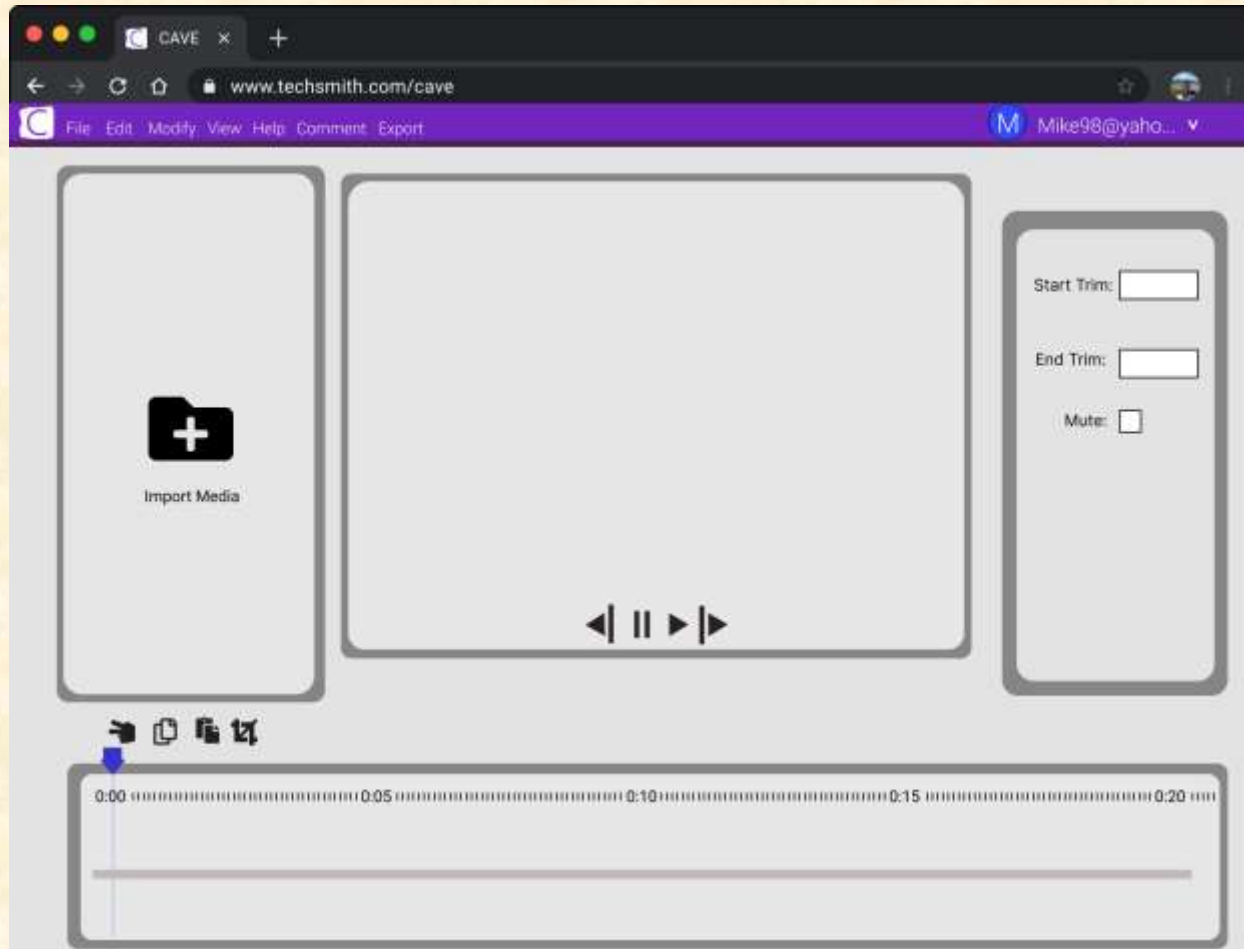 CAVE
www.techsmith.com/cave
C File Edit Modify View Help Comment Export M Mike98@yaho...
Start Trim:
End Trim:
Mute:
Import Media
0:00 0:05 0:10 0:15 0:20